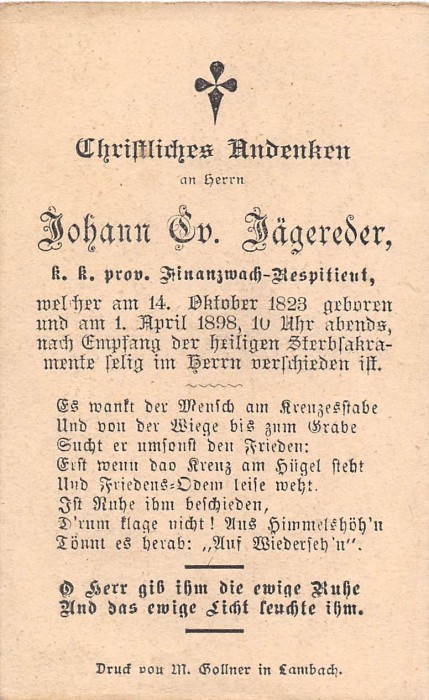 Christliches Andenken
an Herrn
Johann Ev. Jägereder,
k. k. prov. Finanzwach-Respitient,
welcher am 14. Oktober 1823 geboren
und am 1. April 1898, 10 Uhr abends,
nach Empfang der heiligen Sterbsakra-
mente selig im Herrn verschieden ist.
Es wankt der Mensch am Kreuzesstabe
Und von der Wiege bis zum Grabe
Sucht er umsonst den Frieden:
Erst wenn dao Kreuz am Hügel steht
Und Friedens-Odem leise weht.
Ist Ruhe ihm beschieden,
D'rum klage nicht! Aus Himmelshöh'n
Tönnt es herab: „Auf Wiederseh'n".
O Herr gib ihm die ewige Ruhe
Und das ewige Licht leuchte ihm.
Druck von M. Gollner in Lambach.